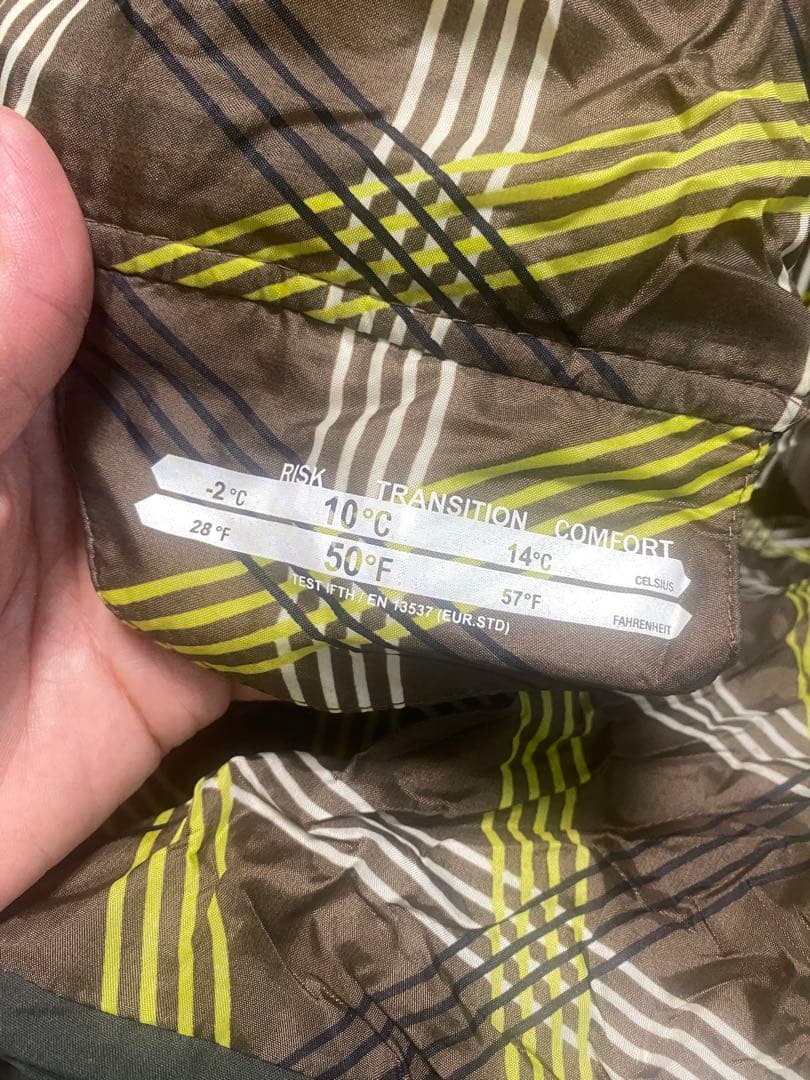 RISK TRANSITION COMFORT
-2°C 10°C 14°C CELSIUS
28°F 50°F 57°F FAHRENHEIT
TEST IFTH / EN 13537 (EUR.STD)